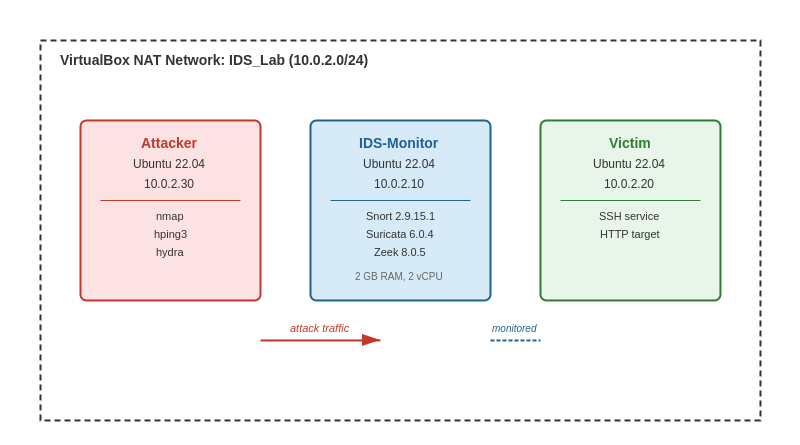 VirtualBox NAT Network: IDS_Lab (10.0.2.0/24)
Attacker
Ubuntu 22.04
10.0.2.30
nmap
hping3
hydra
IDS-Monitor
Ubuntu 22.04
10.0.2.10
Snort 2.9.15.1
Suricata 6.0.4
Zeek 8.0.5
2 GB RAM, 2 vCPU
Victim
Ubuntu 22.04
10.0.2.20
SSH service
HTTP target
attack traffic
monitored